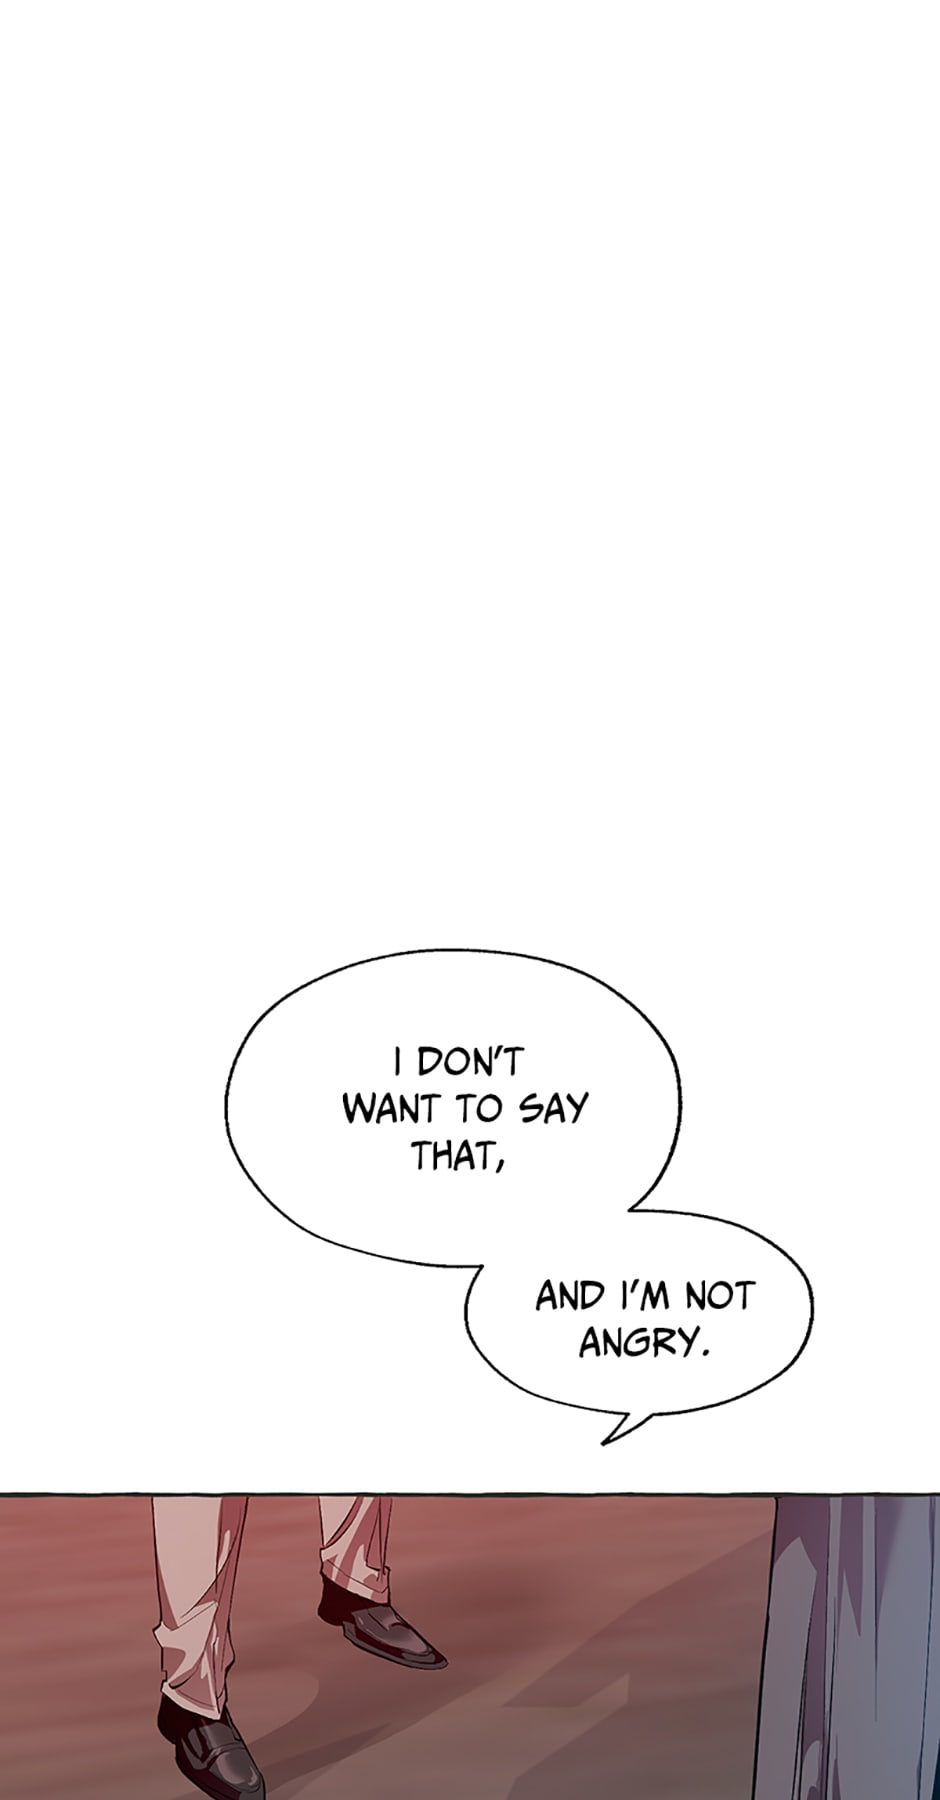 I DON'T
WANT TO SAY
THAT,
AND I'M NOT
ANGRY.